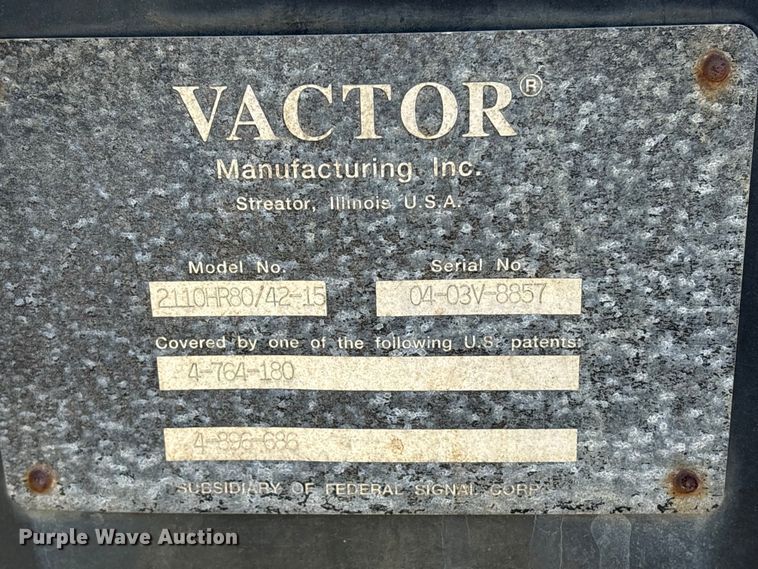 VACTOR®
Manufacturing Inc.
Streator, Illinois U.S.A.
Model No. Serial No.
2110HR80/42-15 04-03V-8857
Covered by one of the following U.S. patents:
4-764-180
4-896-686
SUBSIDIARY OF FEDERAL SIGNAL CORP.
Purple Wave Auction